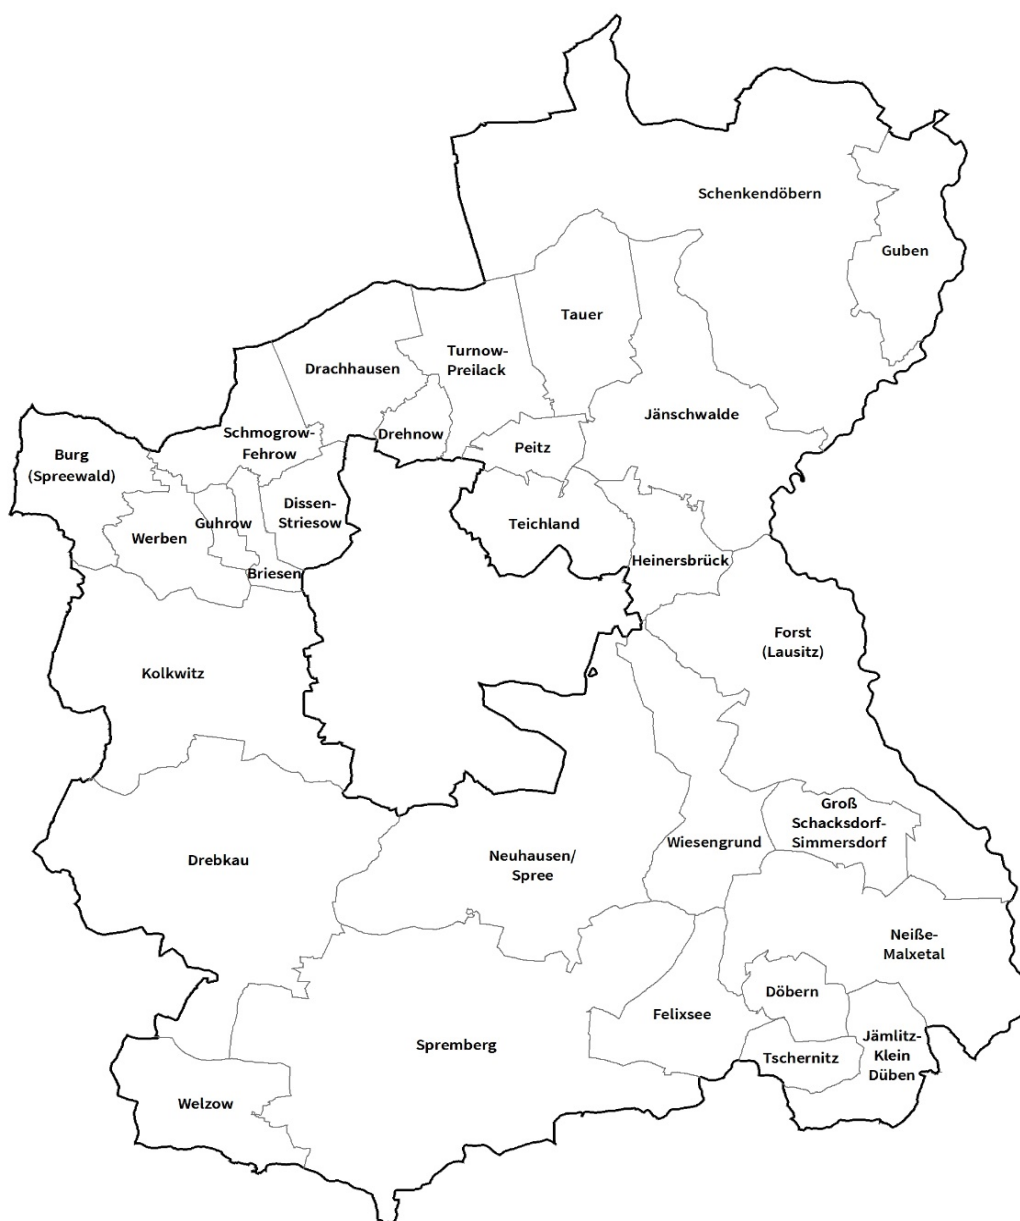 Schenkendöbern
Guben
Tauer
Turnow-
Preilack
Drachhausen
Jänschwalde
Schmogrow-
Fehrow
Drehnow
Peitz
Burg
(Spreewald)
Dissen-
Striesow
Guhrow
Werben
Teichland
Heinersbrück
Briesen
Forst
(Lausitz)
Kolkwitz
Groß
Schacksdorf-
Simmersdorf
Wiesengrund
Neuhausen/
Spree
Drebkau
Neiße-
Malxetal
Döbern
Felixsee
Jämlitz-
Klein
Düben
Spremberg
Tschernitz
Welzow